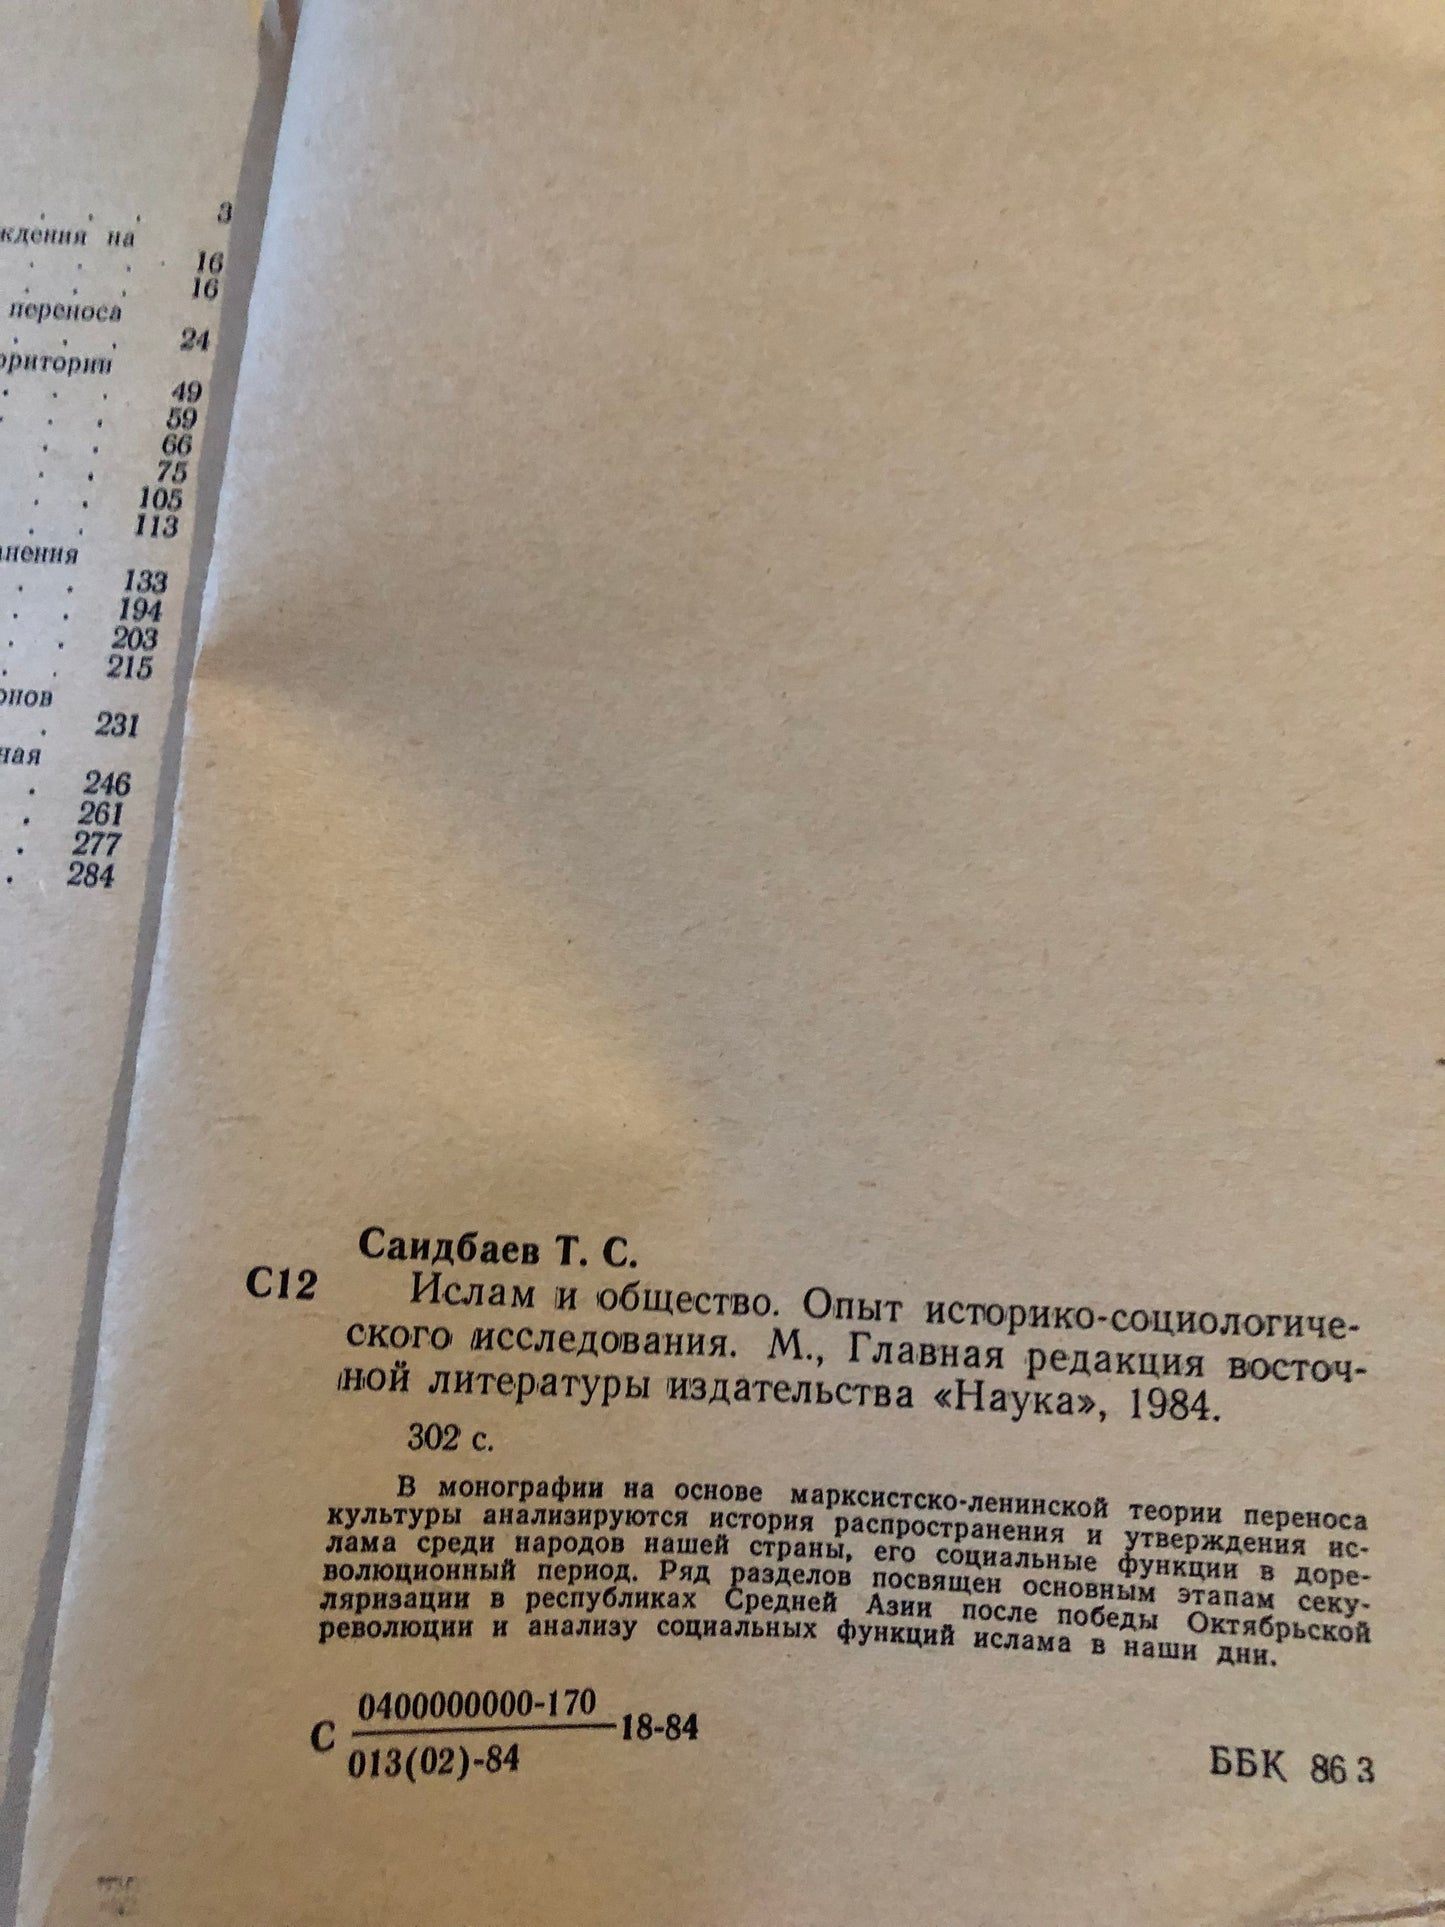 3
ждения на
16
16
переноса
24
рритории
49
59
66
75
105
113
нения
133
194
203
215
онов
231
ная
246
261
277
284
Саидбаев Т. С.
С12
Ислам и общество. Опыт историко-социологиче-
ского исследования. М., Главная редакция восточ-
ной литературы издательства «Наука», 1984.
302 с.
В монографии на основе марксистско-ленинской теории переноса
культуры анализируются история распространения и утверждения ис-
лама среди народов нашей страны, его социальные функции в доре-
волюционный период. Ряд разделов посвящен основным этапам секу-
ляризации в республиках Средней Азии после победы Октябрьской
революции и анализу социальных функций ислама в наши дни.
0400000000-170
С 18-84
013(02)-84
ББК 86 3